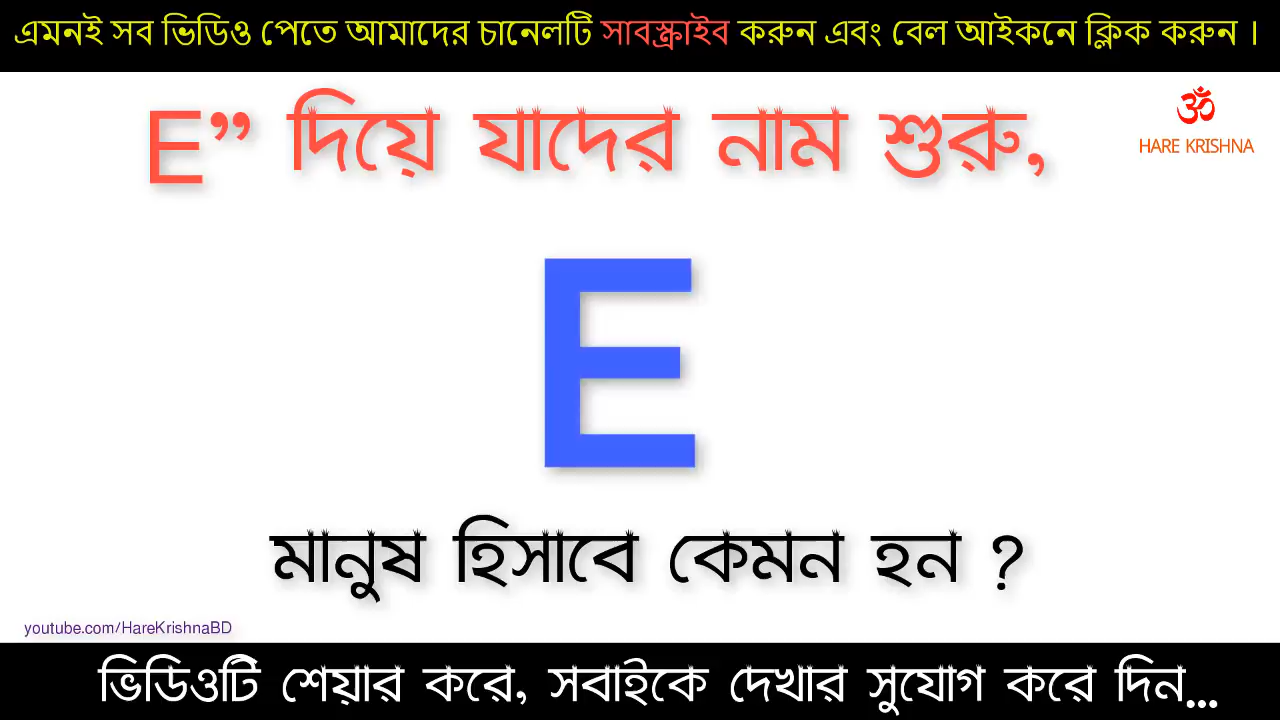 এমনই সব ভিডিও পেতে আমাদের চানেলটি সাবস্ক্রাইব করুন এবং বেল আইকনে ক্লিক করুন ।
E” দিয়ে যাদের নাম শুরু,
ॐ
HARE KRISHNA
E
মানুষ হিসাবে কেমন হন ?
youtube.com/HareKrishnaBD
ভিডিওটি শেয়ার করে, সবাইকে দেখার সুযোগ করে দিন...